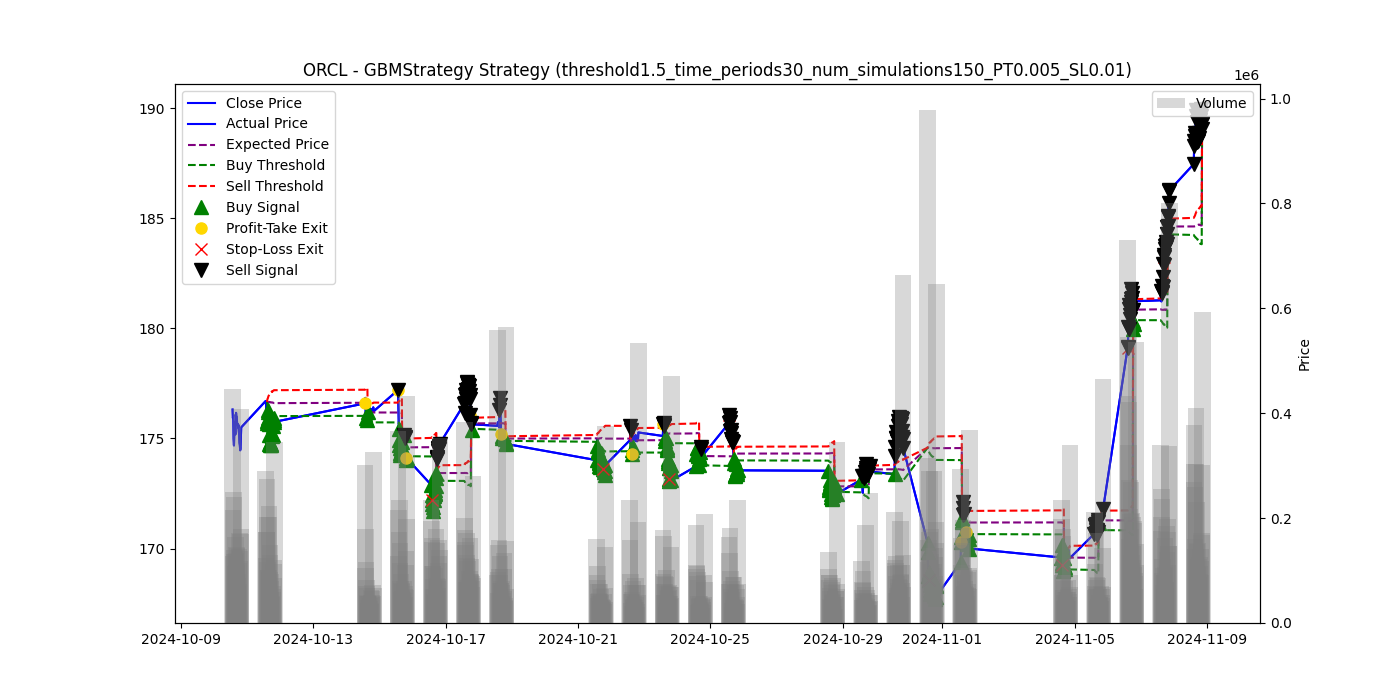 ORCL - GBMStrategy Strategy (threshold1.5_time_periods30_num_simulations150_PT0.005_SL0.01)
1e6
Close Price
Actual Price
Expected Price
Buy Threshold
Sell Threshold
Buy Signal
Profit-Take Exit
Stop-Loss Exit
Sell Signal
Volume
190
185
180
175
170
1.0
0.8
0.6
0.4
0.2
0.0
Price
2024-10-09
2024-10-13
2024-10-17
2024-10-21
2024-10-25
2024-10-29
2024-11-01
2024-11-05
2024-11-09